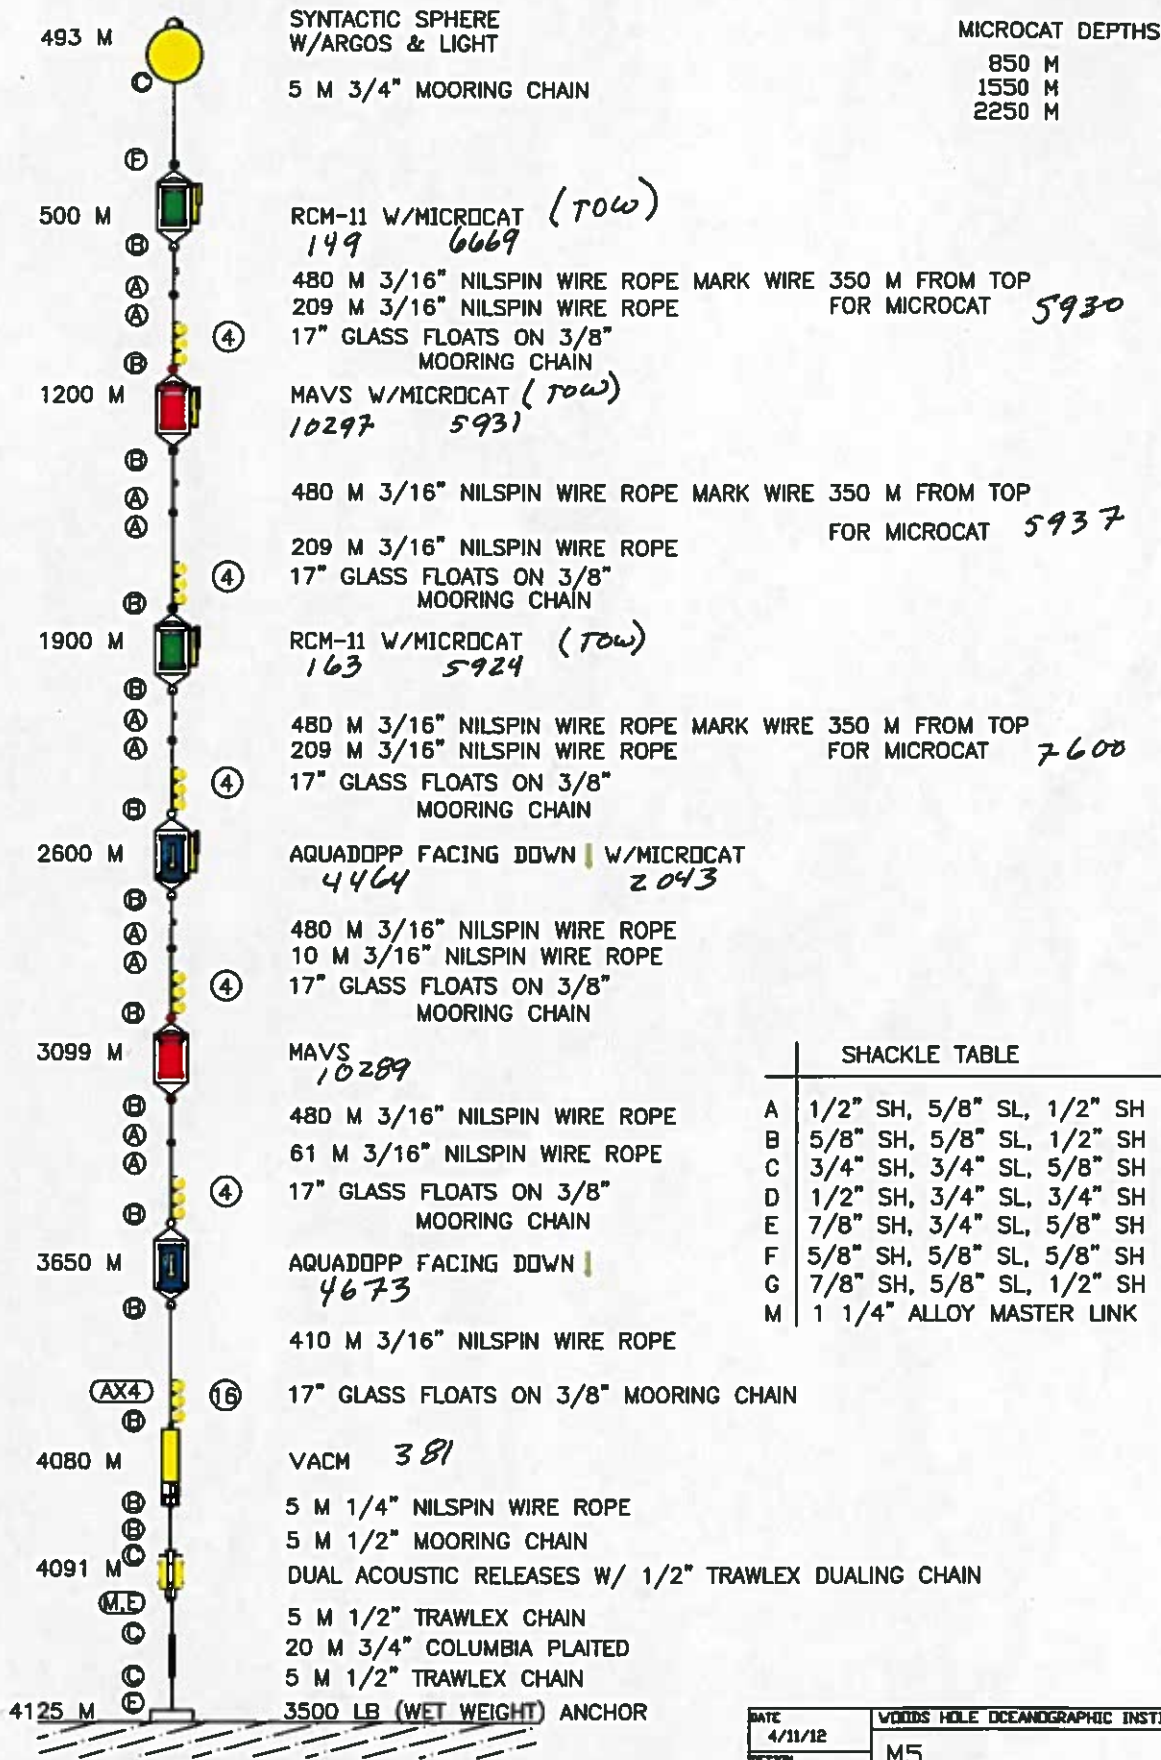 493 M
SYNTACTIC SPHERE
W/ARGOS & LIGHT
MICROCAT DEPTHS
850 M
1550 M
2250 M
C
5 M 3/4" MOORING CHAIN
F
500 M
RCM-11 W/MICROCAT (TOW)
149 6669
B
A
480 M 3/16" NILSPIN WIRE ROPE MARK WIRE 350 M FROM TOP
A
209 M 3/16" NILSPIN WIRE ROPE FOR MICROCAT 5930
4
17" GLASS FLOATS ON 3/8"
MOORING CHAIN
B
1200 M
MAVS W/MICROCAT (TOW)
10297 5931
B
A
480 M 3/16" NILSPIN WIRE ROPE MARK WIRE 350 M FROM TOP
A
FOR MICROCAT 5937
209 M 3/16" NILSPIN WIRE ROPE
4
17" GLASS FLOATS ON 3/8"
MOORING CHAIN
B
1900 M
RCM-11 W/MICROCAT (TOW)
163 5924
B
A
480 M 3/16" NILSPIN WIRE ROPE MARK WIRE 350 M FROM TOP
A
209 M 3/16" NILSPIN WIRE ROPE FOR MICROCAT 7600
4
17" GLASS FLOATS ON 3/8"
MOORING CHAIN
B
2600 M
AQUADOPP FACING DOWN W/MICROCAT
4464 2043
B
A
480 M 3/16" NILSPIN WIRE ROPE
A
10 M 3/16" NILSPIN WIRE ROPE
4
17" GLASS FLOATS ON 3/8"
MOORING CHAIN
B
3099 M
MAVS
10289
B
480 M 3/16" NILSPIN WIRE ROPE
A
61 M 3/16" NILSPIN WIRE ROPE
A
4
17" GLASS FLOATS ON 3/8"
MOORING CHAIN
B
3650 M
AQUADOPP FACING DOWN
4673
B
410 M 3/16" NILSPIN WIRE ROPE
AX4
16
17" GLASS FLOATS ON 3/8" MOORING CHAIN
B
4080 M
VACM 381
B
5 M 1/4" NILSPIN WIRE ROPE
B
5 M 1/2" MOORING CHAIN
C
4091 M
DUAL ACOUSTIC RELEASES W/ 1/2" TRAWLEX DUALING CHAIN
M,E
5 M 1/2" TRAWLEX CHAIN
C
20 M 3/4" COLUMBIA PLAITED
C
5 M 1/2" TRAWLEX CHAIN
E
4125 M
3500 LB (WET WEIGHT) ANCHOR
SHACKLE TABLE
A 1/2" SH, 5/8" SL, 1/2" SH
B 5/8" SH, 5/8" SL, 1/2" SH
C 3/4" SH, 3/4" SL, 5/8" SH
D 1/2" SH, 3/4" SL, 3/4" SH
E 7/8" SH, 3/4" SL, 5/8" SH
F 5/8" SH, 5/8" SL, 5/8" SH
G 7/8" SH, 5/8" SL, 1/2" SH
M 1 1/4" ALLOY MASTER LINK
DATE
4/11/12
WOODS HOLE OCEANOGRAPHIC INSTI
M5